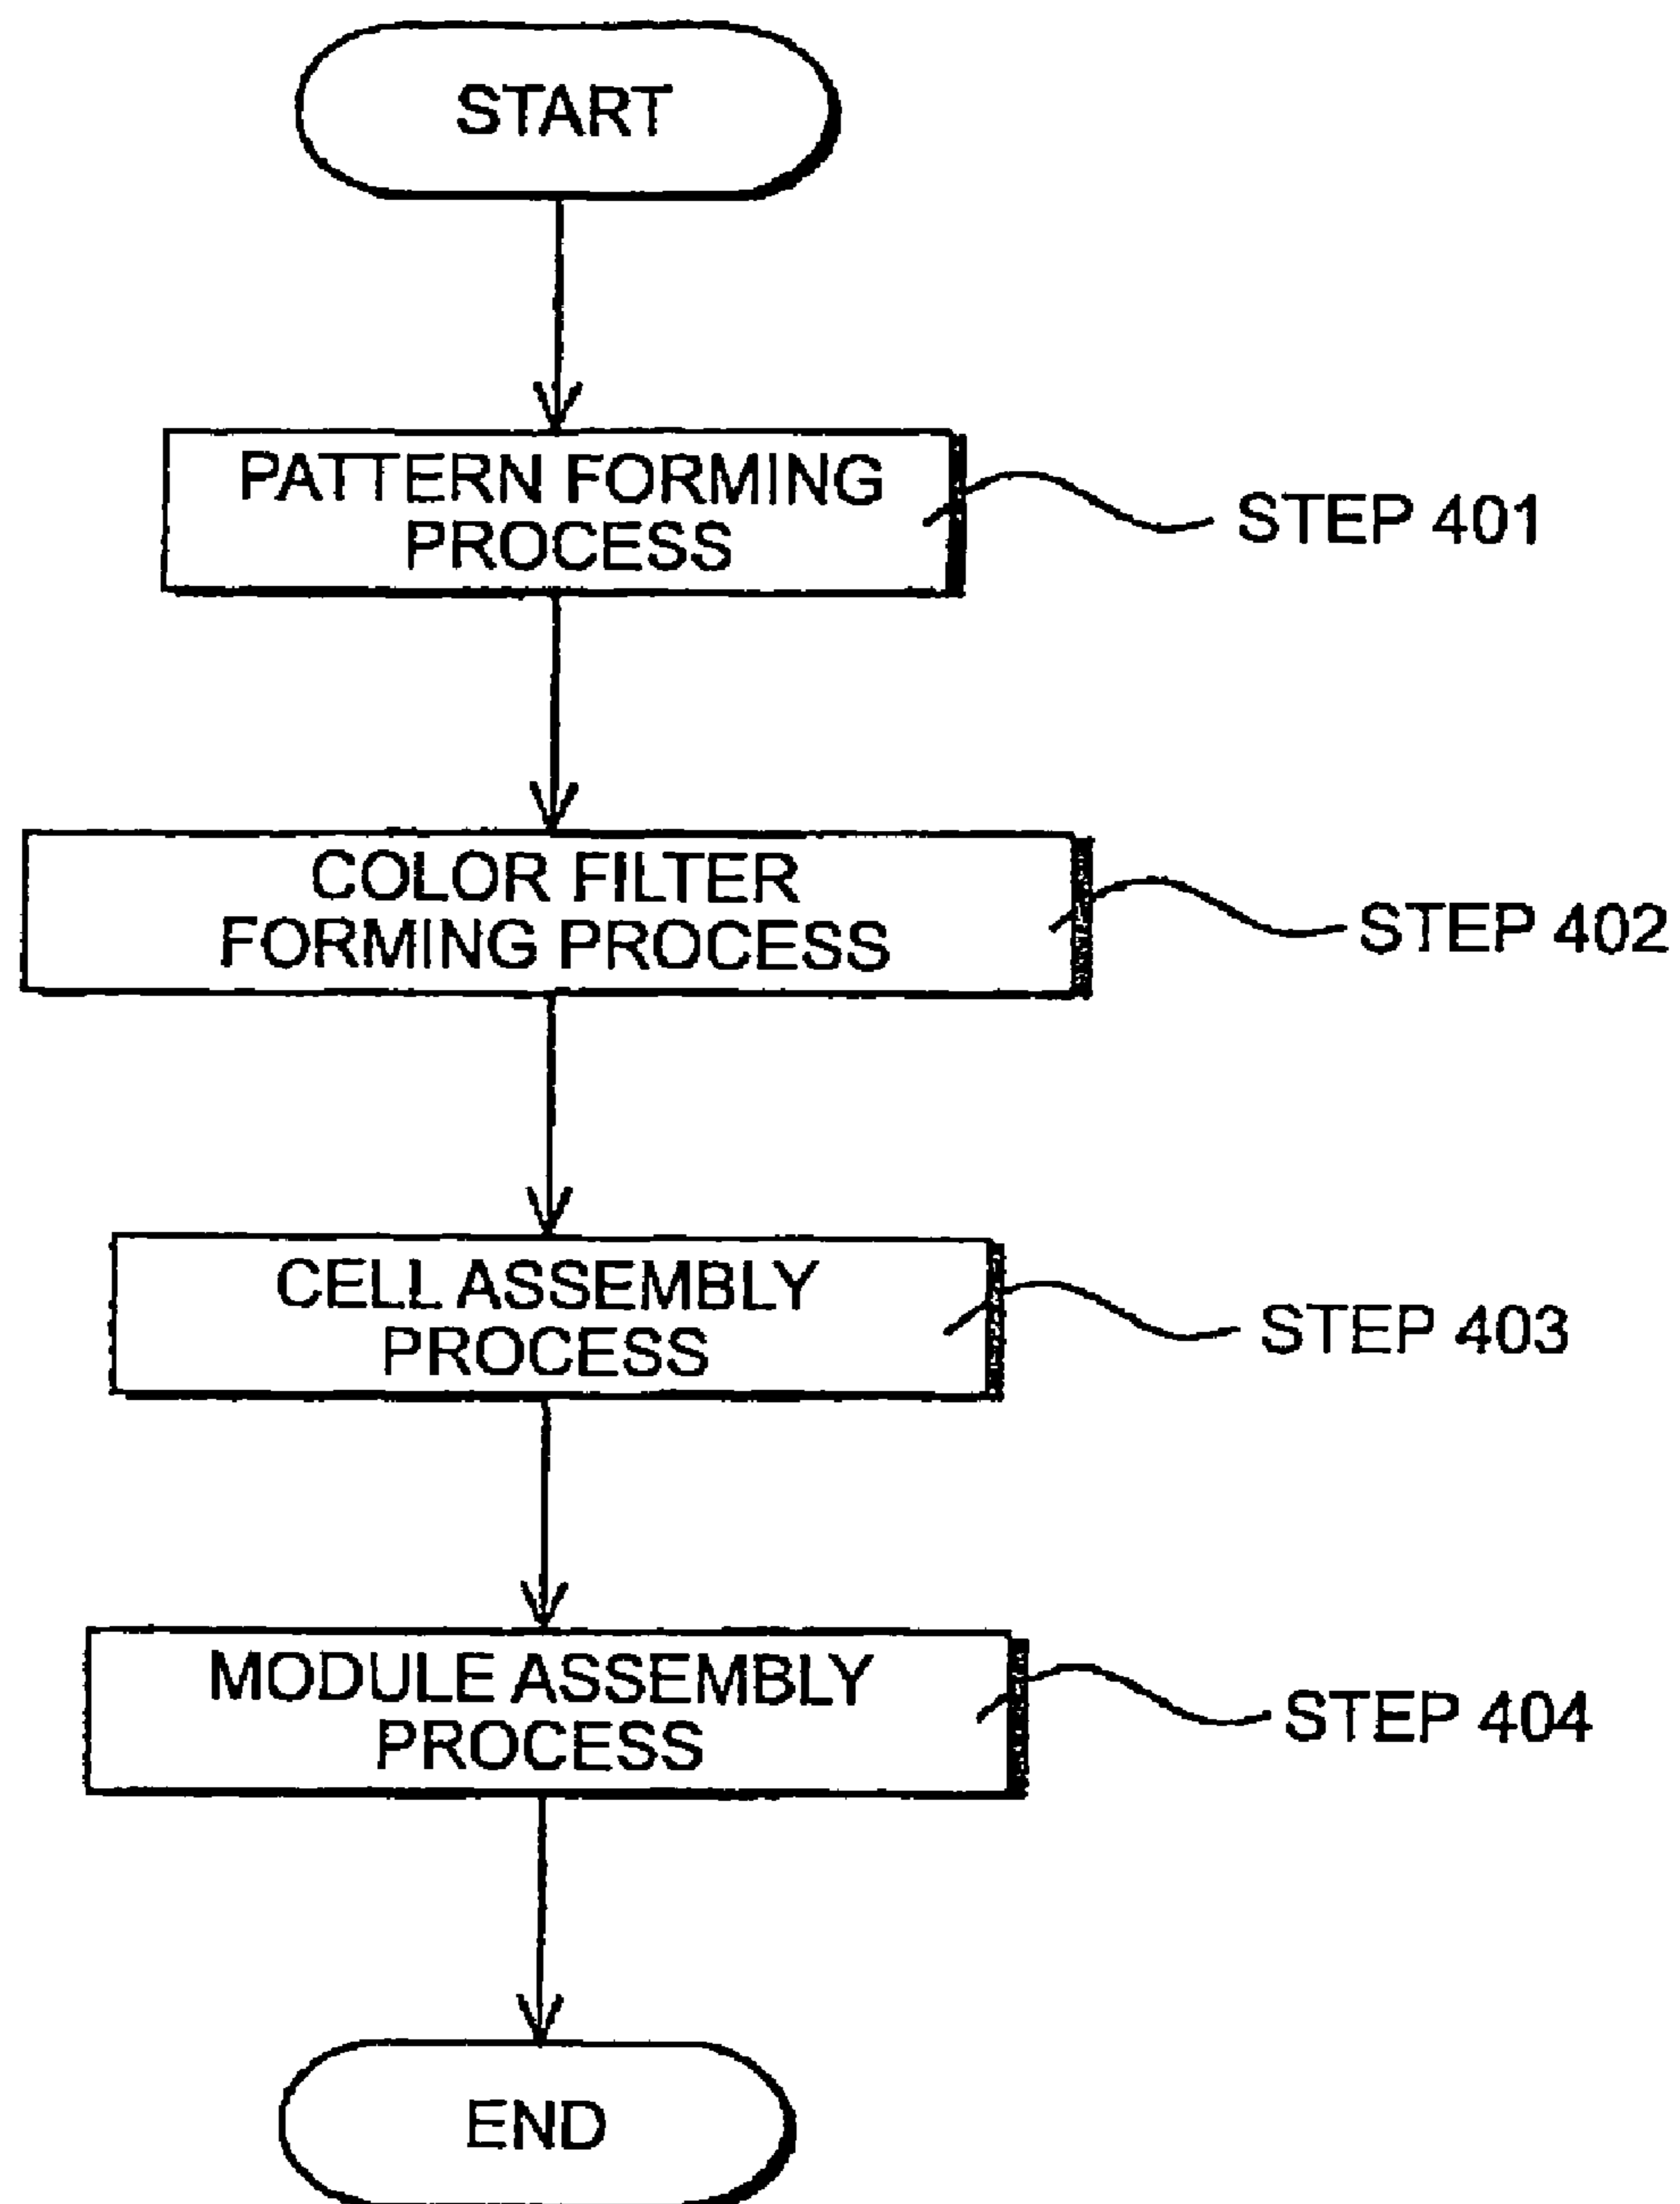 START
PATTERN FORMING
PROCESS
STEP 401
COLOR FILTER
FORMING PROCESS
STEP 402
CELL ASSEMBLY
PROCESS
STEP 403
MODULE ASSEMBLY
PROCESS
STEP 404
END